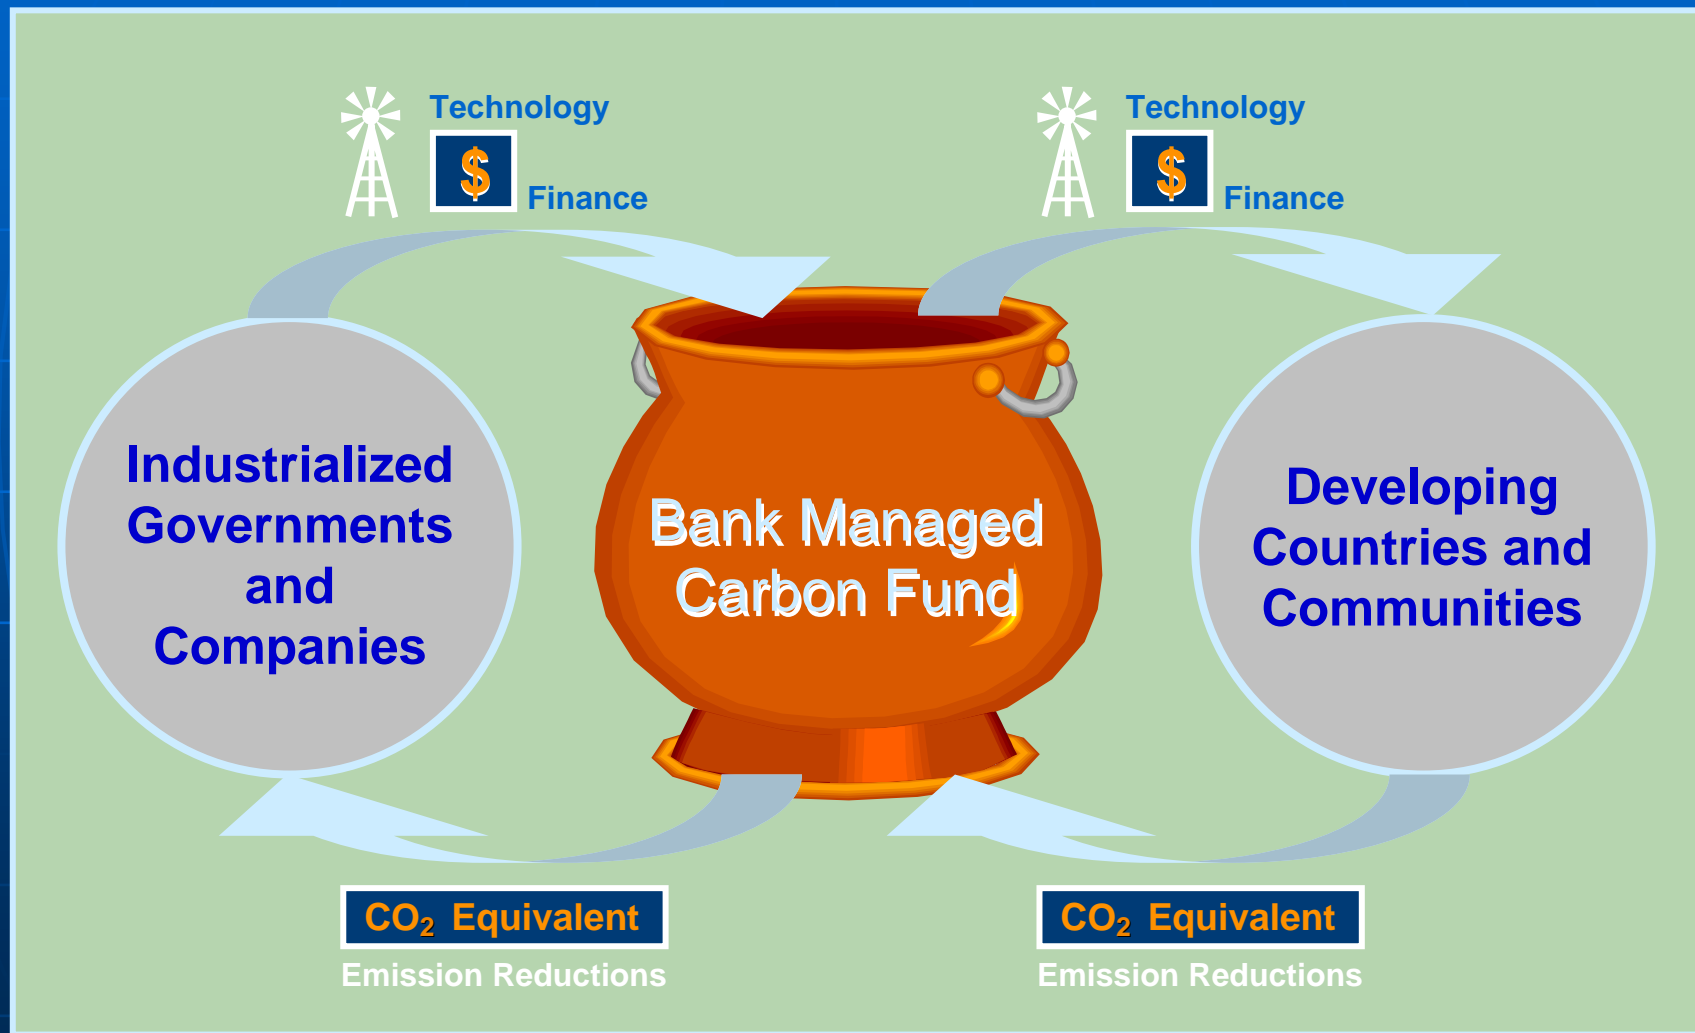 Technology
$
Finance
Technology
$
Finance
Industrialized
Governments
and
Companies
Bank Managed
Carbon Fund
Developing
Countries and
Communities
CO₂ Equivalent
Emission Reductions
CO₂ Equivalent
Emission Reductions